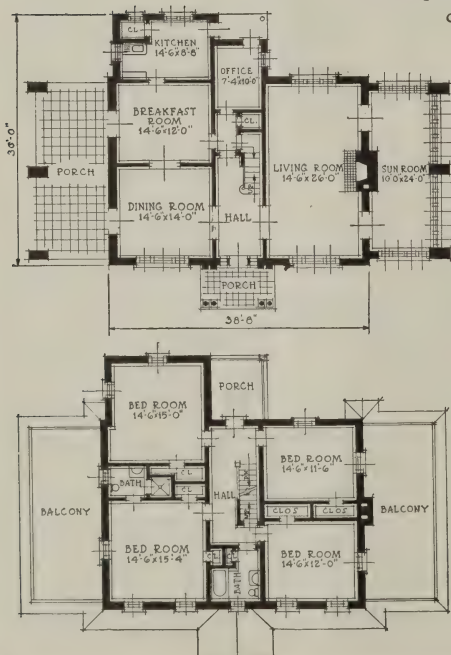 CL
KITCHEN
14'-6"x8'-8"
OFFICE
7'-4"x10'-0"
BREAKFAST
ROOM
14'-6"x12'-0"
CL.
36'-0"
PORCH
LIVING ROOM
14'-6"x26'-0"
SUN ROOM
10'-0"x24'-0"
DINING ROOM
14'-6"x14'-0"
HALL
PORCH
38'-8"
BED ROOM
14'-6"x15'-0"
PORCH
BED ROOM
14'-6"x11'-6"
BATH
CL
CL
HALL
CLOS
CLOS
BALCONY
BALCONY
BED ROOM
14'-6"x15'-4"
BED ROOM
14'-6"x12'-0"
BATH